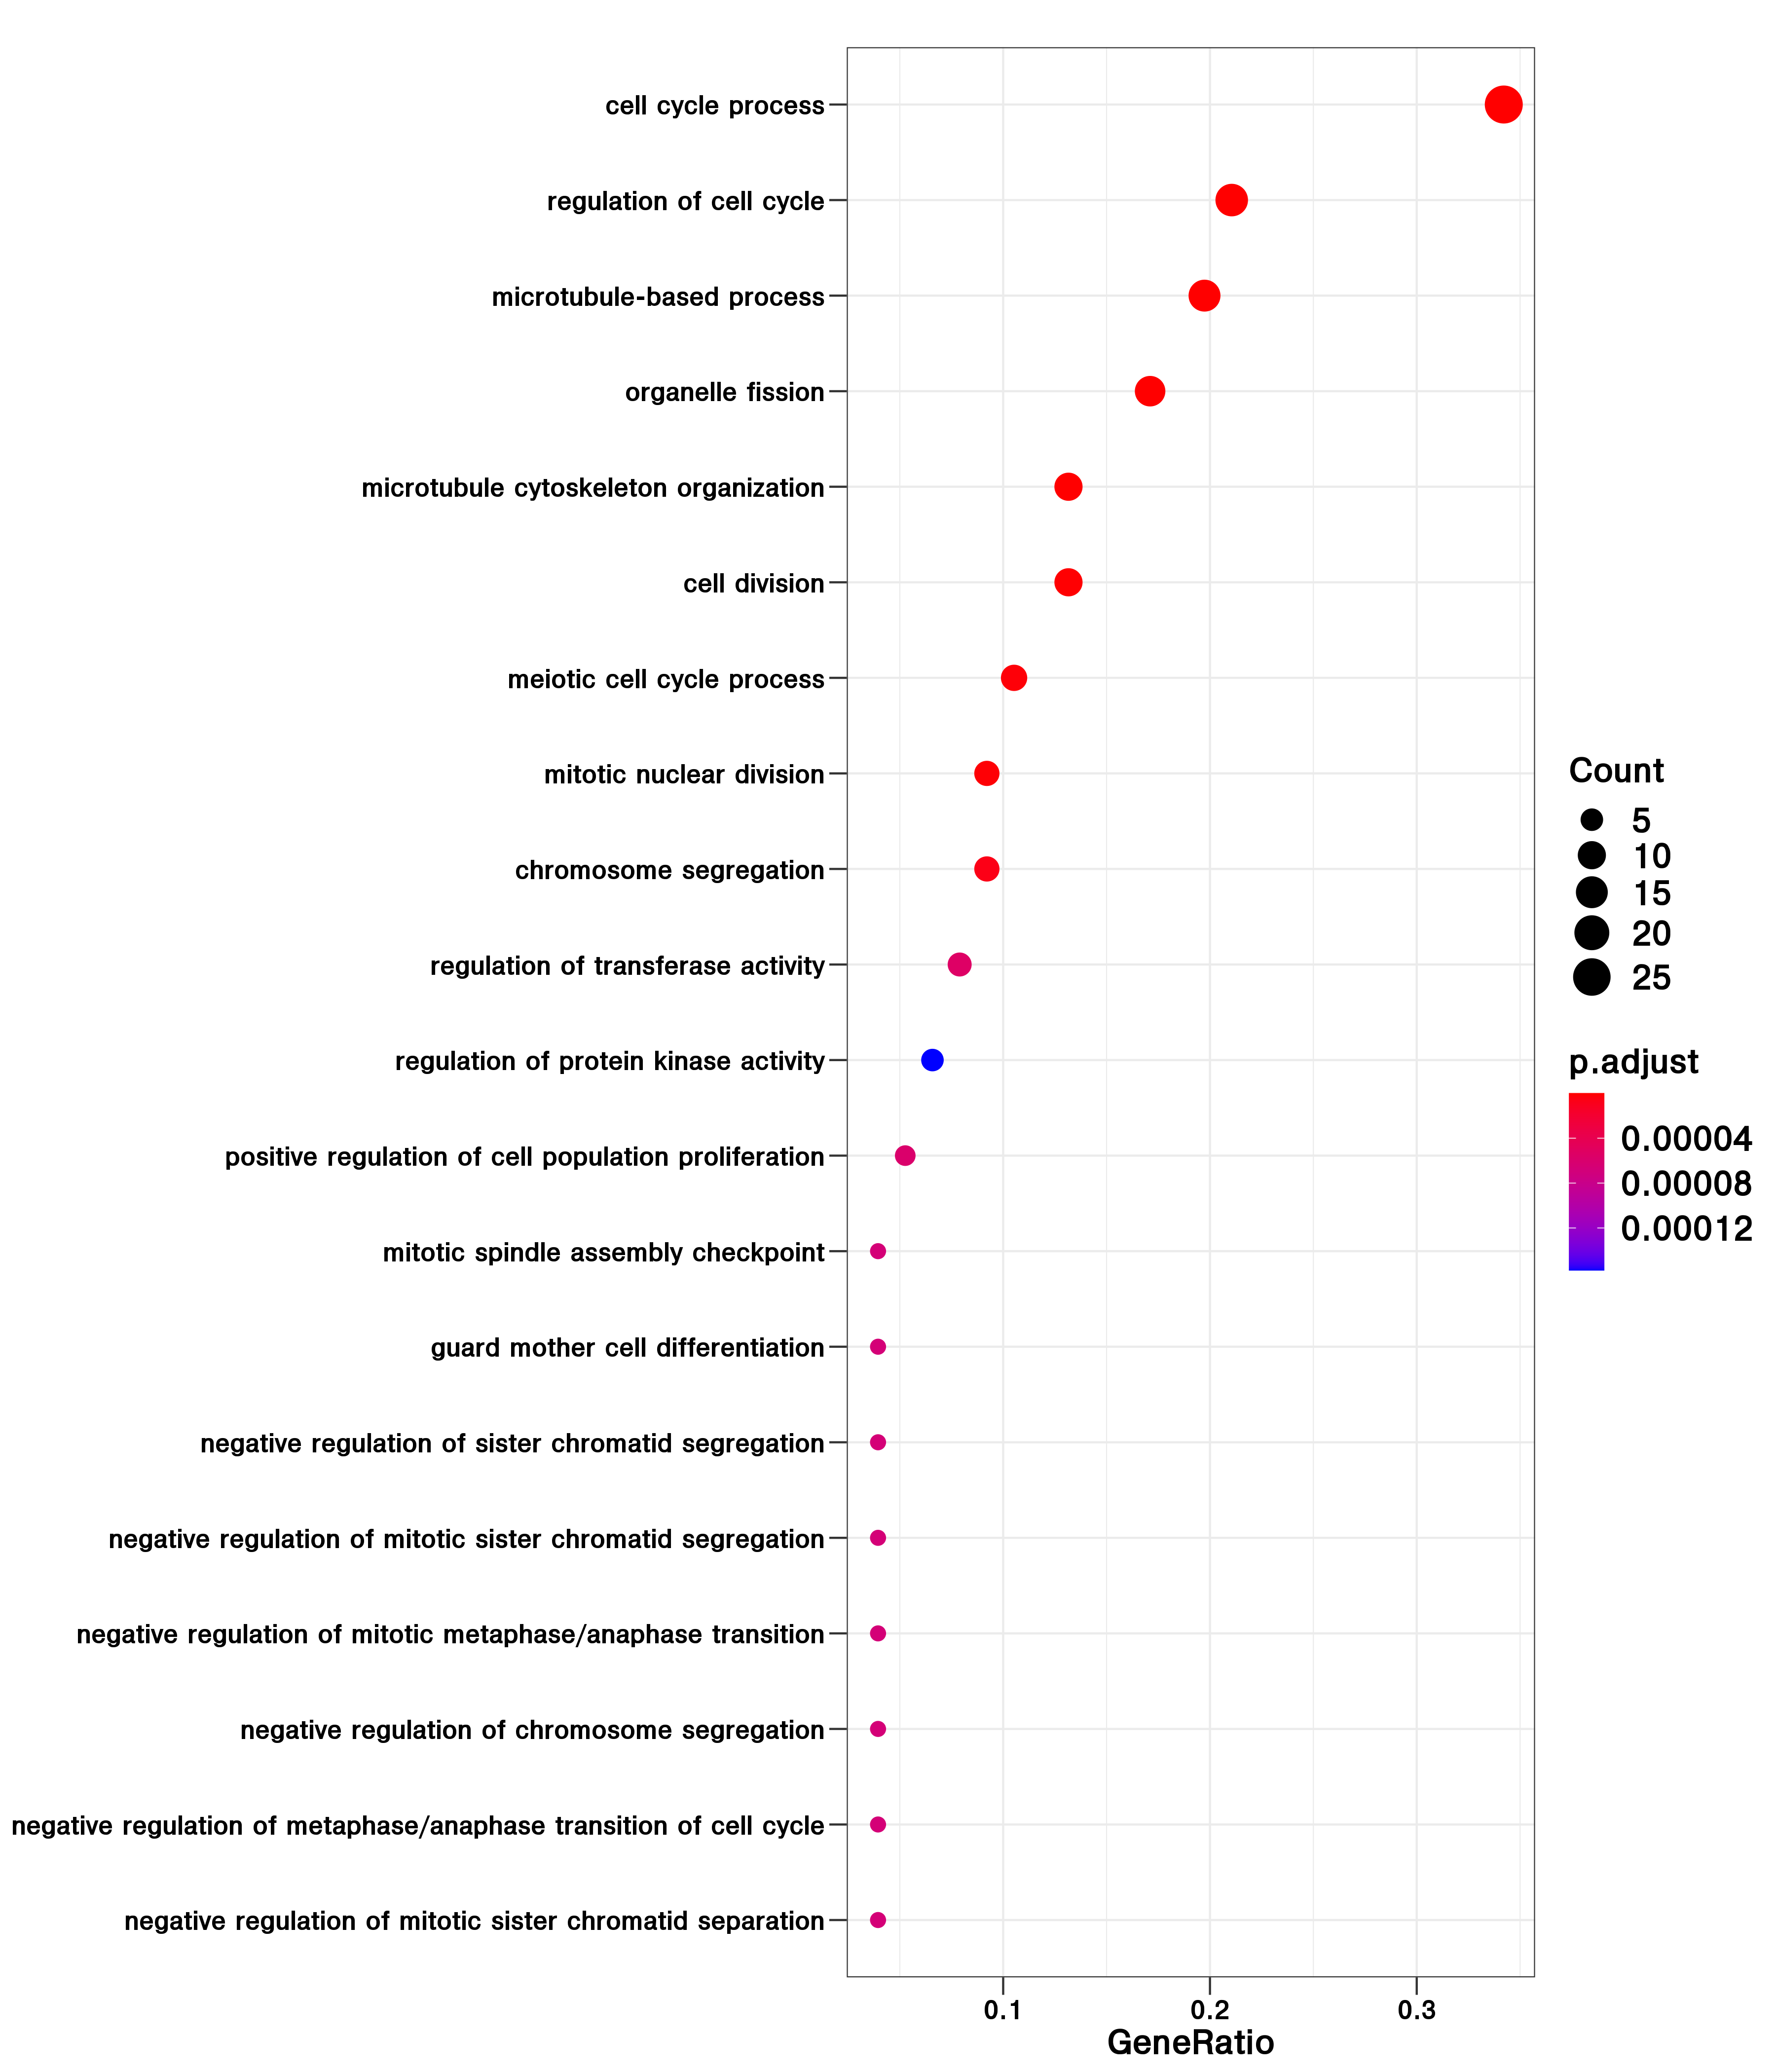 cell cycle process
regulation of cell cycle
microtubule-based process
organelle fission
microtubule cytoskeleton organization
cell division
meiotic cell cycle process
mitotic nuclear division
chromosome segregation
regulation of transferase activity
regulation of protein kinase activity
positive regulation of cell population proliferation
mitotic spindle assembly checkpoint
guard mother cell differentiation
negative regulation of sister chromatid segregation
negative regulation of mitotic sister chromatid segregation
negative regulation of mitotic metaphase/anaphase transition
negative regulation of chromosome segregation
negative regulation of metaphase/anaphase transition of cell cycle
negative regulation of mitotic sister chromatid separation
0.1 0.2 0.3
GeneRatio
Count
5
10
15
20
25
p.adjust
0.00004
0.00008
0.00012